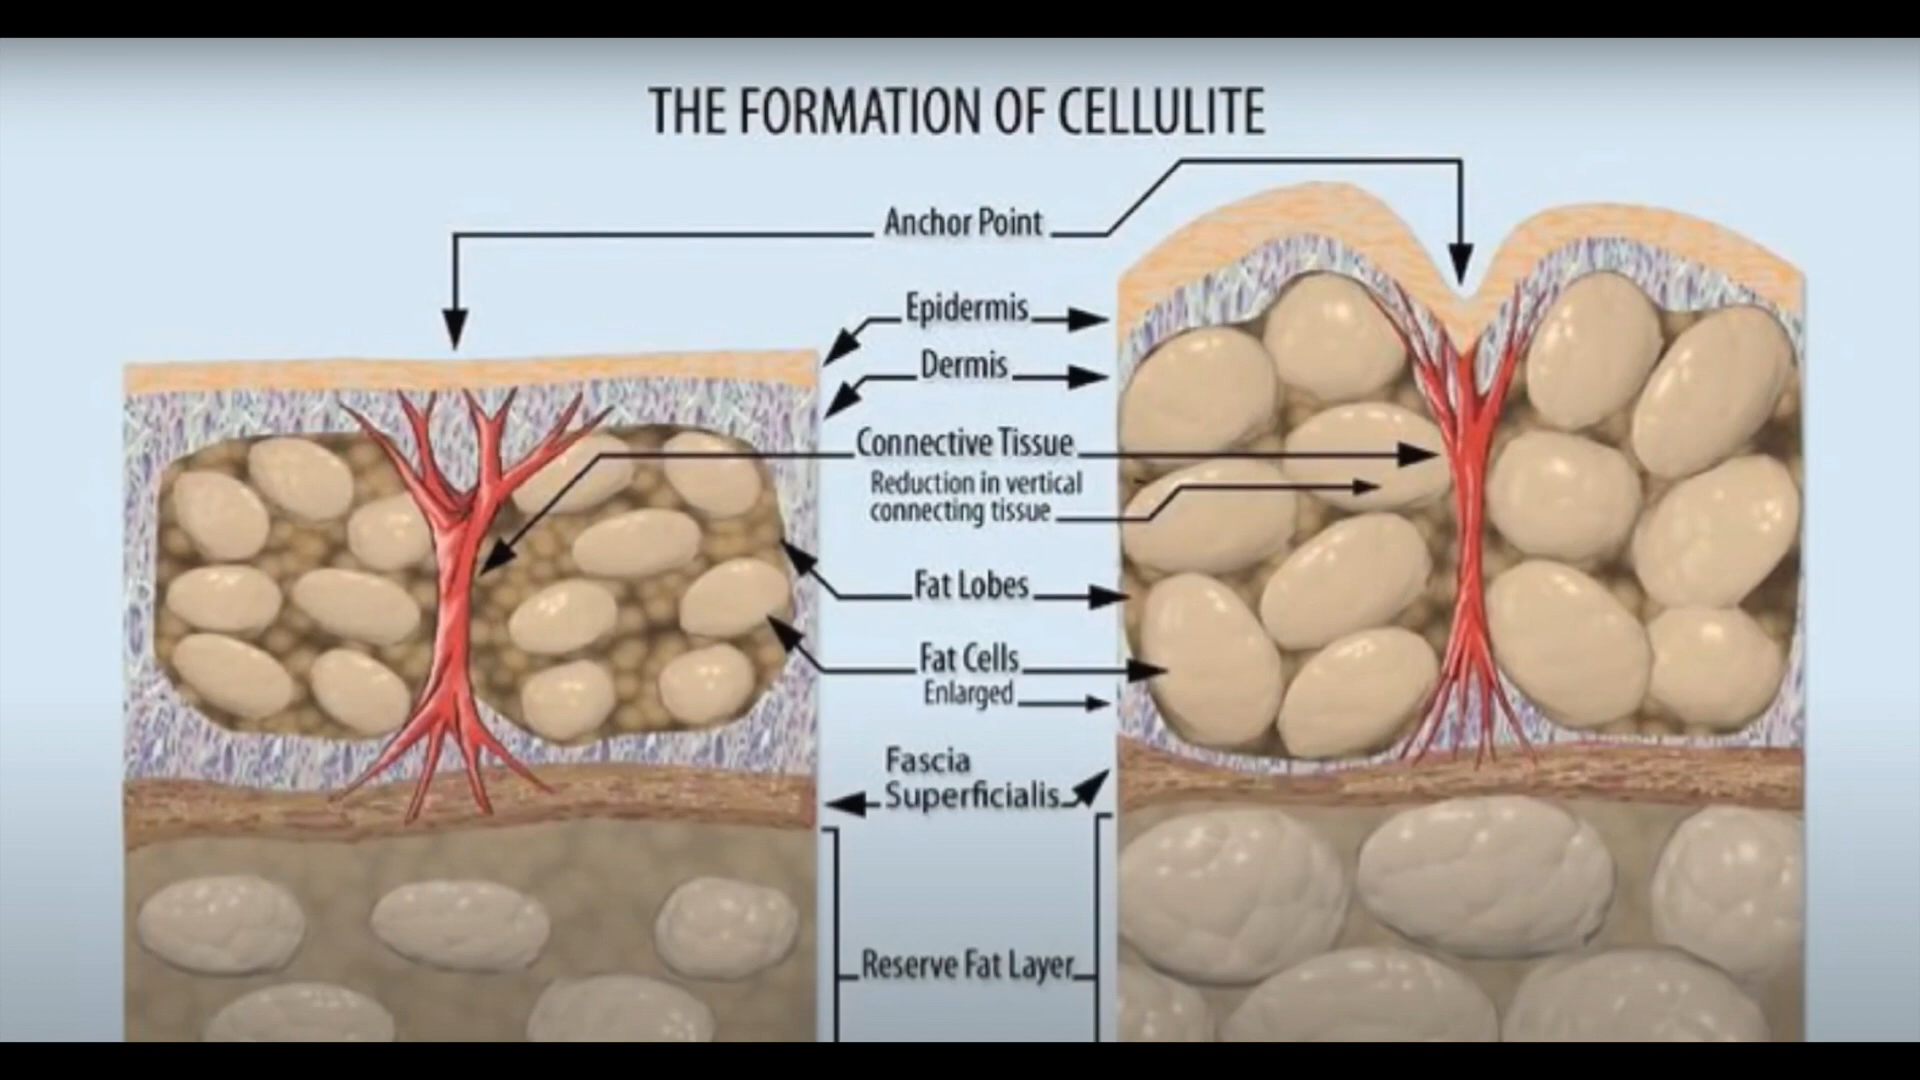 THE FORMATION OF CELLULITE
Anchor Point
Epidermis
Dermis
Connective Tissue
Reduction in vertical
connecting tissue
Fat Lobes
Fat Cells
Enlarged
Fascia
Superficialis
Reserve Fat Layer